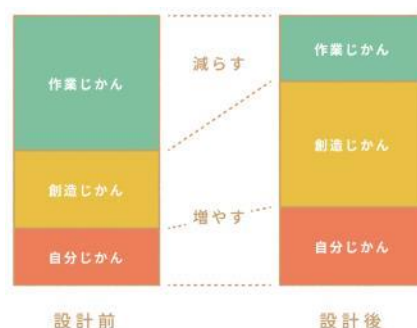 作業じかん
創造じかん
自分じかん
設計前
減らす
増やす
作業じかん
創造じかん
自分じかん
設計後